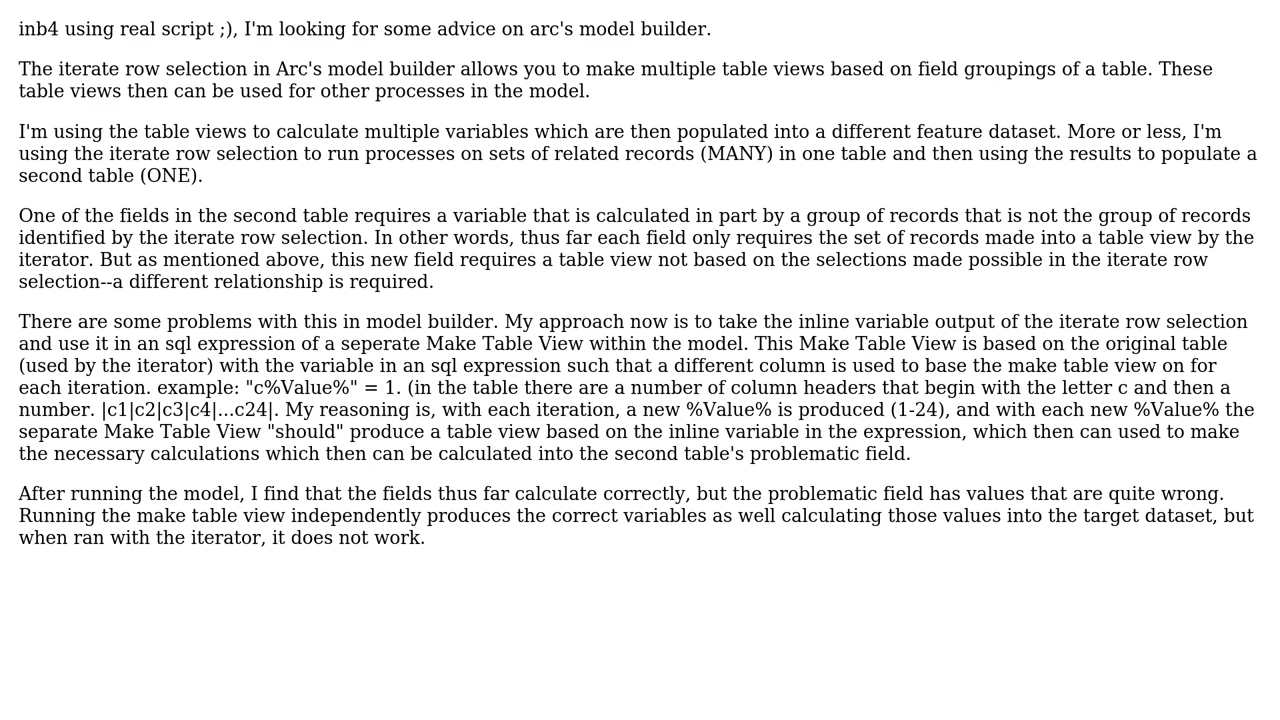 inb4 using real script ;), I'm looking for some advice on arc's model builder.
The iterate row selection in Arc's model builder allows you to make multiple table views based on field groupings of a table. These
table views then can be used for other processes in the model.
I'm using the table views to calculate multiple variables which are then populated into a different feature dataset. More or less, I'm
using the iterate row selection to run processes on sets of related records (MANY) in one table and then using the results to populate a
second table (ONE).
One of the fields in the second table requires a variable that is calculated in part by a group of records that is not the group of records
identified by the iterate row selection. In other words, thus far each field only requires the set of records made into a table view by the
iterator. But as mentioned above, this new field requires a table view not based on the selections made possible in the iterate row
selection--a different relationship is required.
There are some problems with this in model builder. My approach now is to take the inline variable output of the iterate row selection
and use it in an sql expression of a seperate Make Table View within the model. This Make Table View is based on the original table
(used by the iterator) with the variable in an sql expression such that a different column is used to base the make table view on for
each iteration. example: "c%Value%" = 1. (in the table there are a number of column headers that begin with the letter c and then a
number. |c1|c2|c3|c4|...c24|. My reasoning is, with each iteration, a new %Value% is produced (1-24), and with each new %Value% the
separate Make Table View "should" produce a table view based on the inline variable in the expression, which then can used to make
the necessary calculations which then can be calculated into the second table's problematic field.
After running the model, I find that the fields thus far calculate correctly, but the problematic field has values that are quite wrong.
Running the make table view independently produces the correct variables as well calculating those values into the target dataset, but
when ran with the iterator, it does not work.